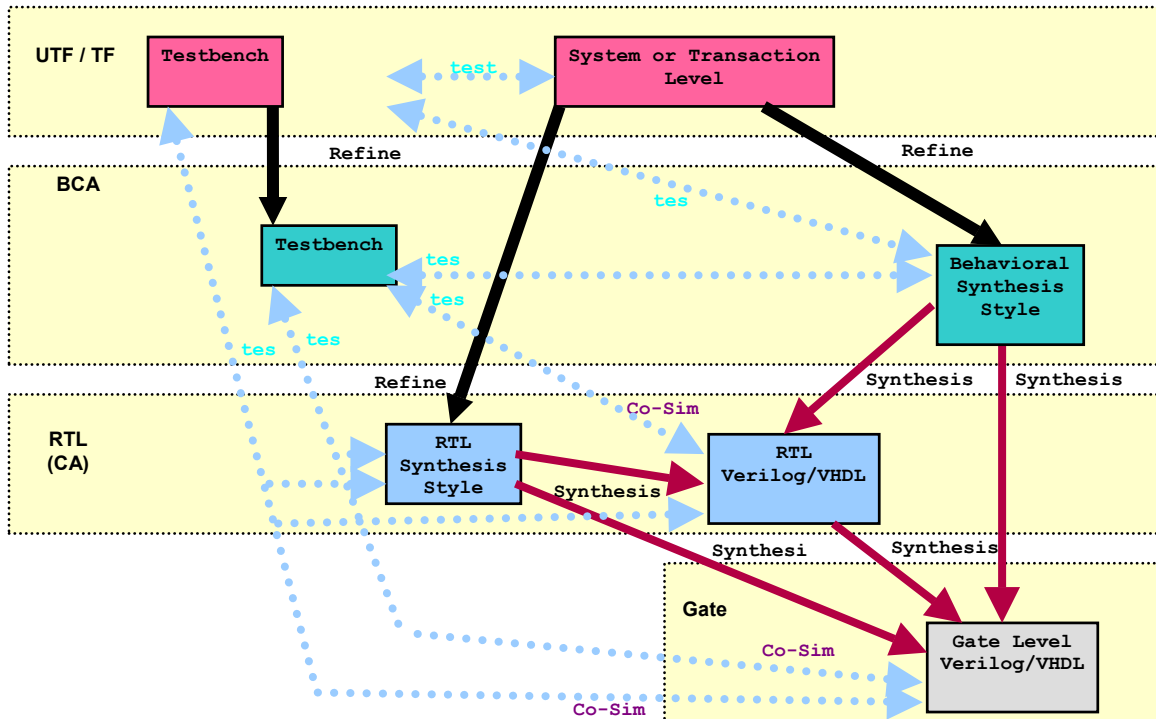 UTF / TF
Testbench
System or Transaction
Level
test
Refine
Refine
BCA
tes
Testbench
tes
Behavioral
Synthesis
Style
tes
tes
tes
Refine
Synthesis
Synthesis
Co-Sim
RTL
(CA)
RTL
Synthesis
Style
RTL
Verilog/VHDL
Synthesis
Synthesi
Synthesis
Gate
Gate Level
Verilog/VHDL
Co-Sim
Co-Sim